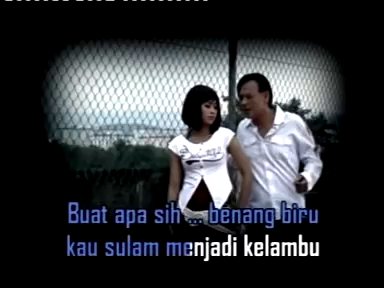 Buat apa sih ... benang biru
kau sulam menjadi kelambu